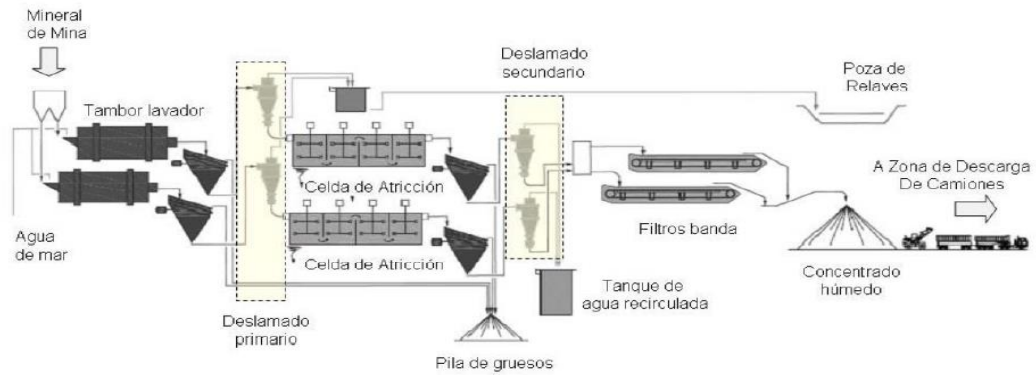 Mineral
de Mina
Tambor lavador
Agua
de mar
Deslamado
primario
Celda de Atricción
Celda de Atricción
Pila de gruesos
Deslamado
secundario
Tanque de
agua recirculada
Filtros banda
Poza de
Relaves
A Zona de Descarga
De Camiones
Concentrado
húmedo